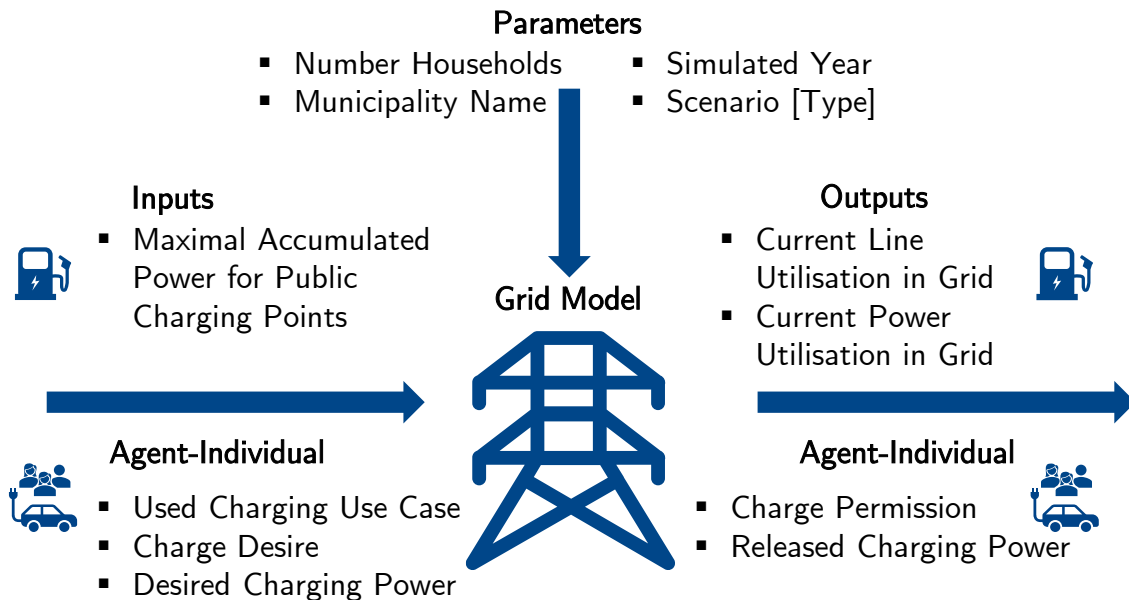 Parameters
▪ Number Households
▪ Municipality Name
▪ Simulated Year
▪ Scenario [Type]
Inputs
▪ Maximal Accumulated
Power for Public
Charging Points
Grid Model
Outputs
▪ Current Line
Utilisation in Grid
▪ Current Power
Utilisation in Grid
Agent-Individual
▪ Used Charging Use Case
▪ Charge Desire
▪ Desired Charging Power
Agent-Individual
▪ Charge Permission
▪ Released Charging Power